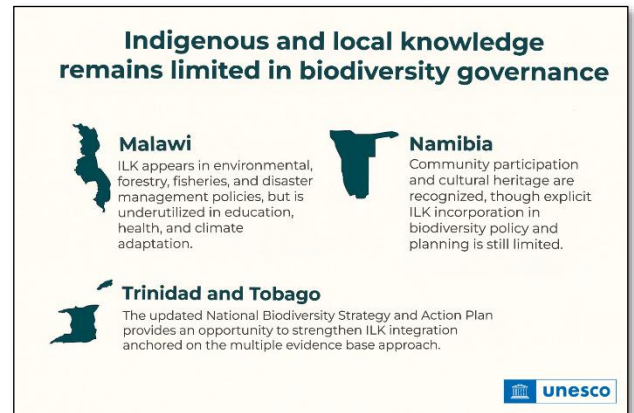 Indigenous and local knowledge
remains limited in biodiversity governance
Malawi
ILK appears in environmental,
forestry, fisheries, and disaster
management policies, but is
underutilized in education,
health, and climate
adaptation.
Namibia
Community participation
and cultural heritage are
recognized, though explicit
ILK incorporation in
biodiversity policy and
planning is still limited.
Trinidad and Tobago
The updated National Biodiversity Strategy and Action Plan
provides an opportunity to strengthen ILK integration
anchored on the multiple evidence base approach.
unesco